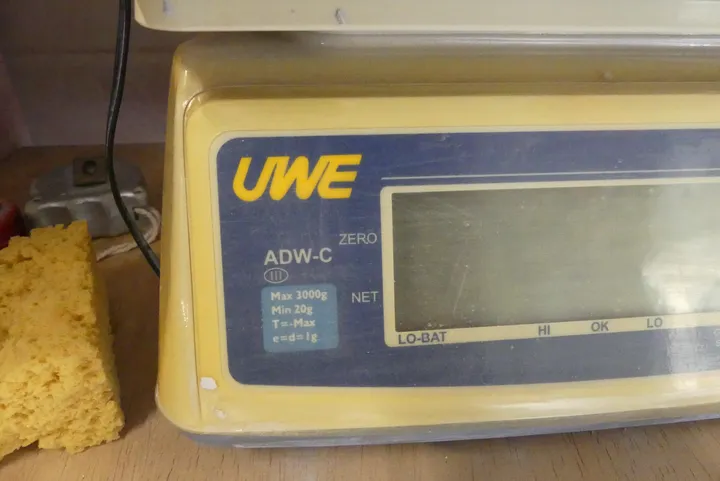 UWE
ZERO
ADW-C
III
NET
Max 3000g
Min 20g
T=-Max
e=d=1g
LO-BAT
HI
OK
LO